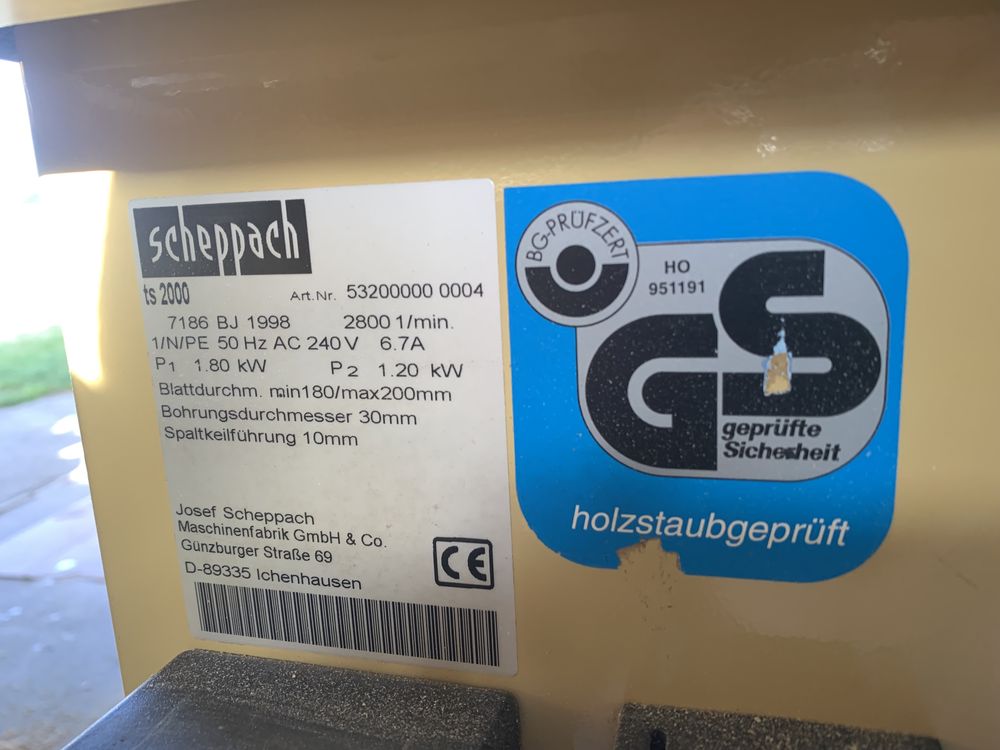 scheppach
ts 2000
Art.Nr. 53200000 0004
7186 BJ 1998 2800 1/min.
1/N/PE 50 Hz AC 240 V 6.7A
P1 1.80 kW P2 1.20 kW
Blattdurchm. min180/max200mm
Bohrungsdurchmesser 30mm
Spaltkeilführung 10mm
Josef Scheppach
Maschinenfabrik GmbH & Co.
Günzburger Straße 69
D-89335 Ichenhausen
CE
BG-PRÜFZERT
HO
951191
GS
geprüfte
Sicherheit
holzstaubgeprüft